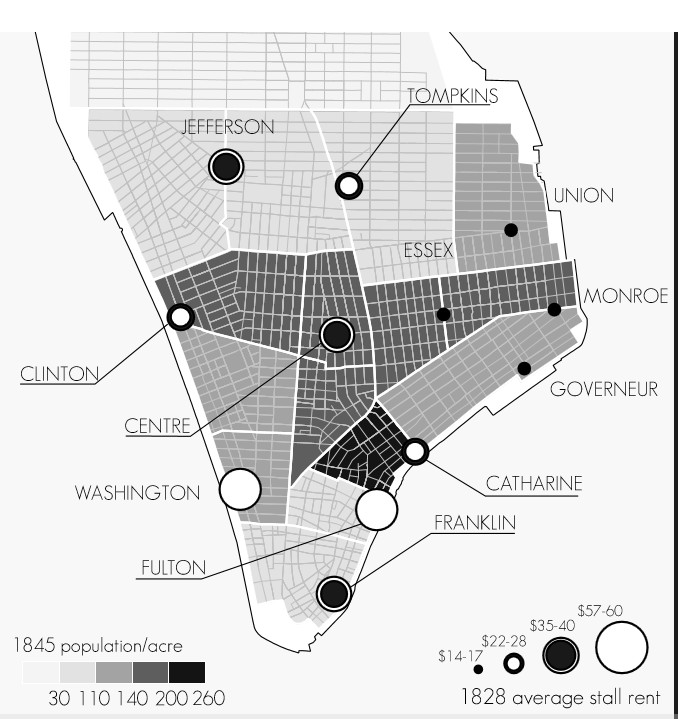 TOMPKINS
JEFFERSON
UNION
ESSEX
MONROE
CLINTON
GOVERNEUR
CENTRE
CATHARINE
WASHINGTON
FRANKLIN
FULTON
1845 population/acre
30 110 140 200 260
$14-17
$22-28
$35-40
$57-60
1828 average stall rent